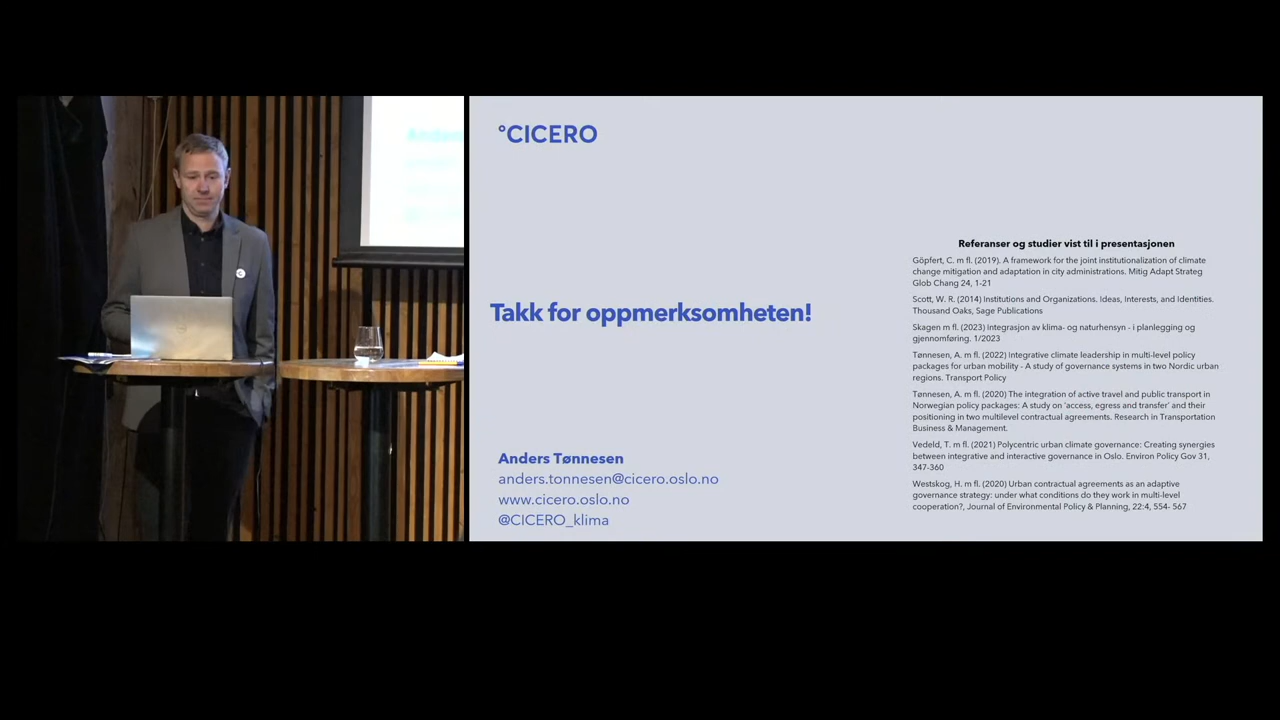 °CICERO
Takk for oppmerksomheten!
Anders Tønnesen
anders.tonnesen@cicero.oslo.no
www.cicero.oslo.no
@CICERO_klima
Referanser og studier vist til i presentasjonen
Göpfert, C. m fl. (2019). A framework for the joint institutionalization of climate
change mitigation and adaptation in city administrations. Mitig Adapt Strateg
Glob Chang 24, 1-21
Scott, W. R. (2014) Institutions and Organizations. Ideas, Interests, and Identities.
Thousand Oaks, Sage Publications
Skagen m fl. (2023) Integrasjon av klima- og naturhensyn - i planlegging og
gjennomføring. 1/2023
Tønnesen, A. m fl. (2022) Integrative climate leadership in multi-level policy
packages for urban mobility - A study of governance systems in two Nordic urban
regions. Transport Policy
Tønnesen, A. m fl. (2020) The integration of active travel and public transport in
Norwegian policy packages: A study on 'access, egress and transfer' and their
positioning in two multilevel contractual agreements. Research in Transportation
Business & Management.
Vedeld, T. m fl. (2021) Polycentric urban climate governance: Creating synergies
between integrative and interactive governance in Oslo. Environ Policy Gov 31,
347-360
Westskog, H. m fl. (2020) Urban contractual agreements as an adaptive
governance strategy: under what conditions do they work in multi-level
cooperation?, Journal of Environmental Policy & Planning, 22:4, 554- 567